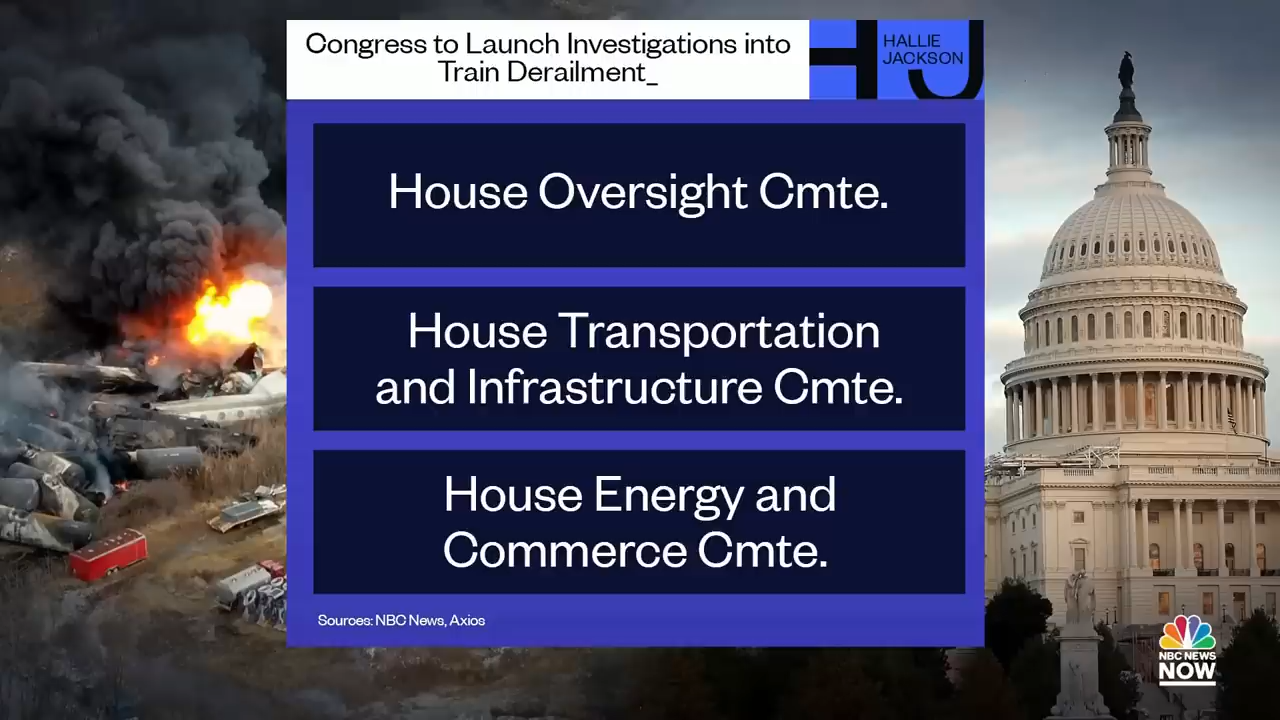 Congress to Launch Investigations into
Train Derailment_
HALLIE
JACKSON
House Oversight Cmte.
House Transportation
and Infrastructure Cmte.
House Energy and
Commerce Cmte.
Sources: NBC News, Axios
NBC NEWS
NOW